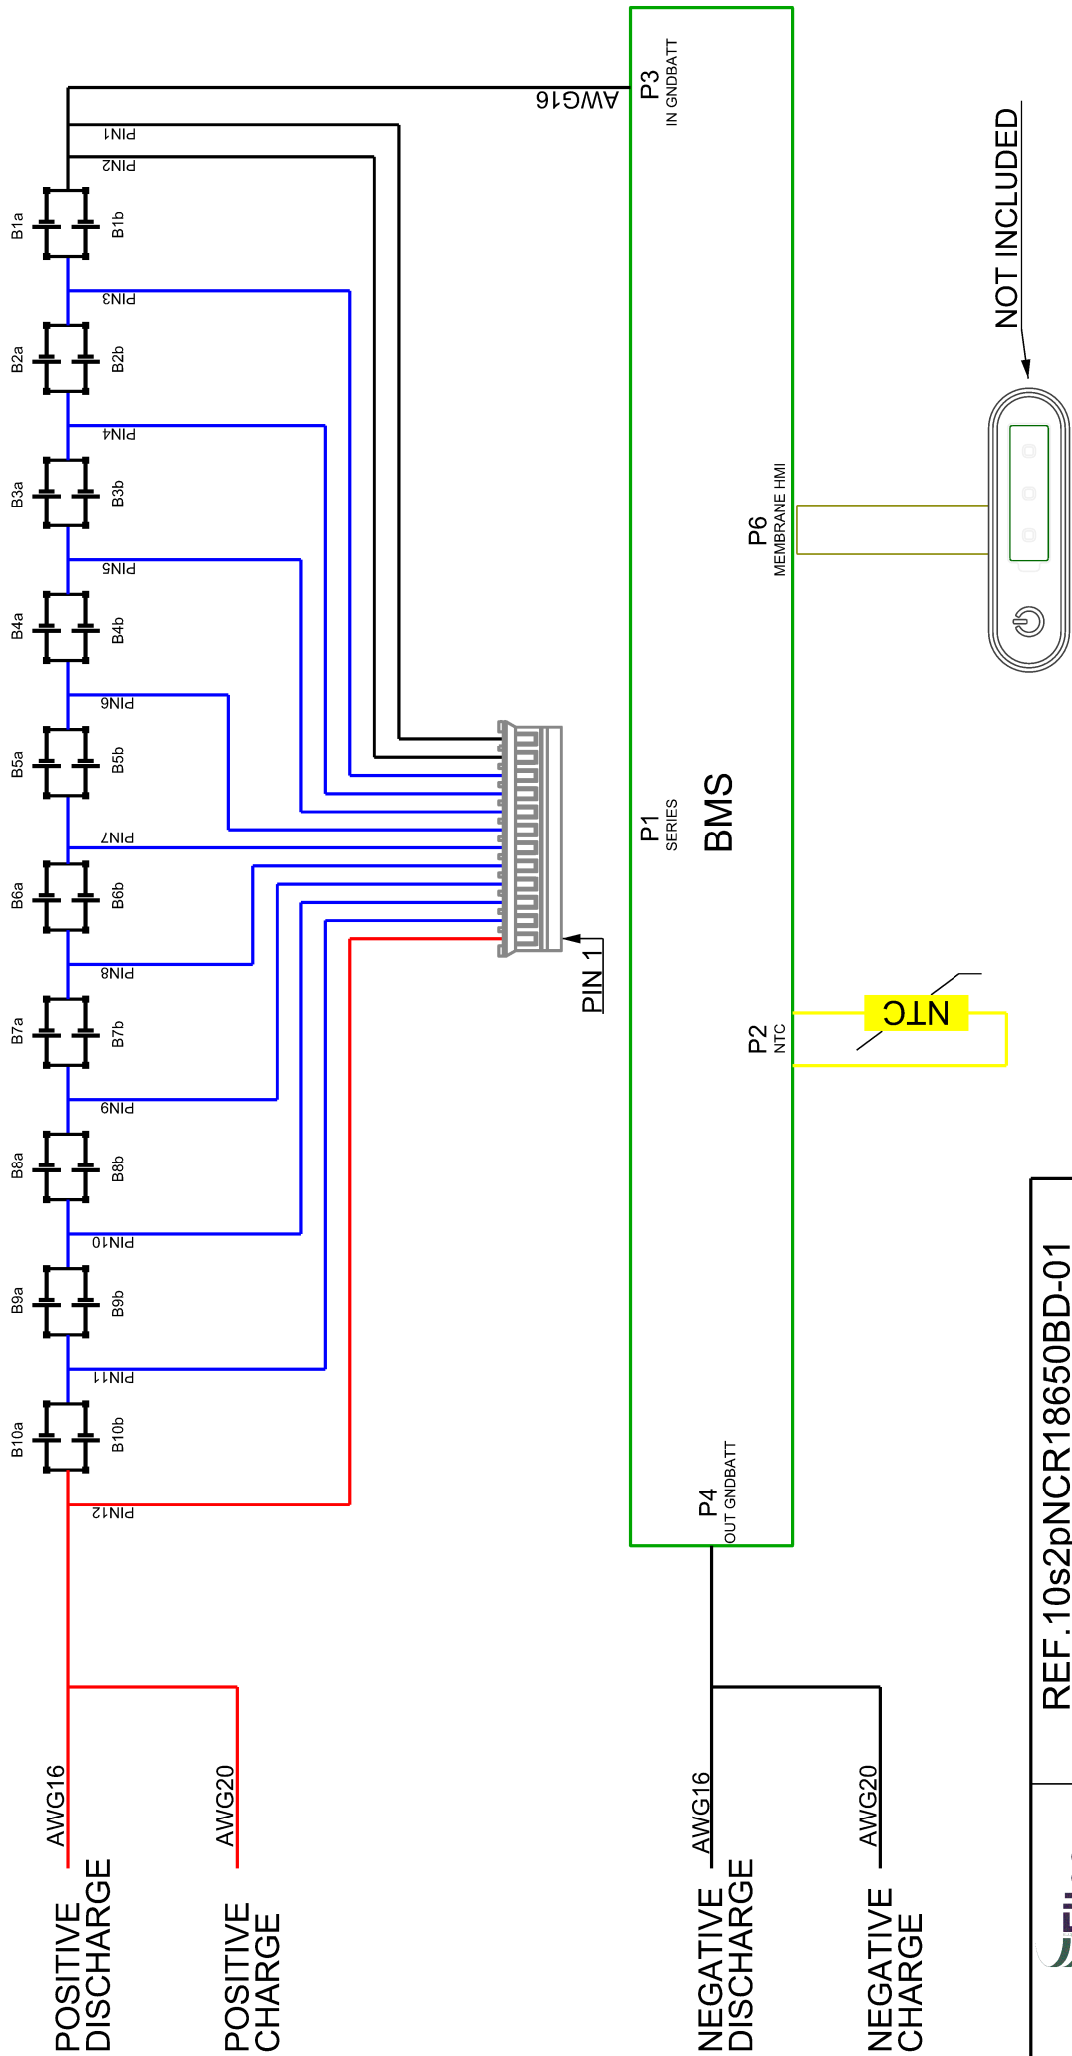 B1a
B1b
B2a
B2b
B3a
B3b
B4a
B4b
B5a
B5b
B6a
B6b
B7a
B7b
B8a
B8b
B9a
B9b
B10a
B10b
PIN1
PIN2
PIN3
PIN4
PIN5
PIN6
PIN7
PIN8
PIN9
PIN10
PIN11
PIN12
AWG16
P3
IN GNDBATT
P1
SERIES
BMS
PIN 1
P6
MEMBRANE HMI
NOT INCLUDED
P2
NTC
NTC
P4
OUT GNDBATT
AWG16
POSITIVE
DISCHARGE
AWG20
POSITIVE
CHARGE
AWG16
NEGATIVE
DISCHARGE
AWG20
NEGATIVE
CHARGE
REF.10s2pNCR18650BD-01